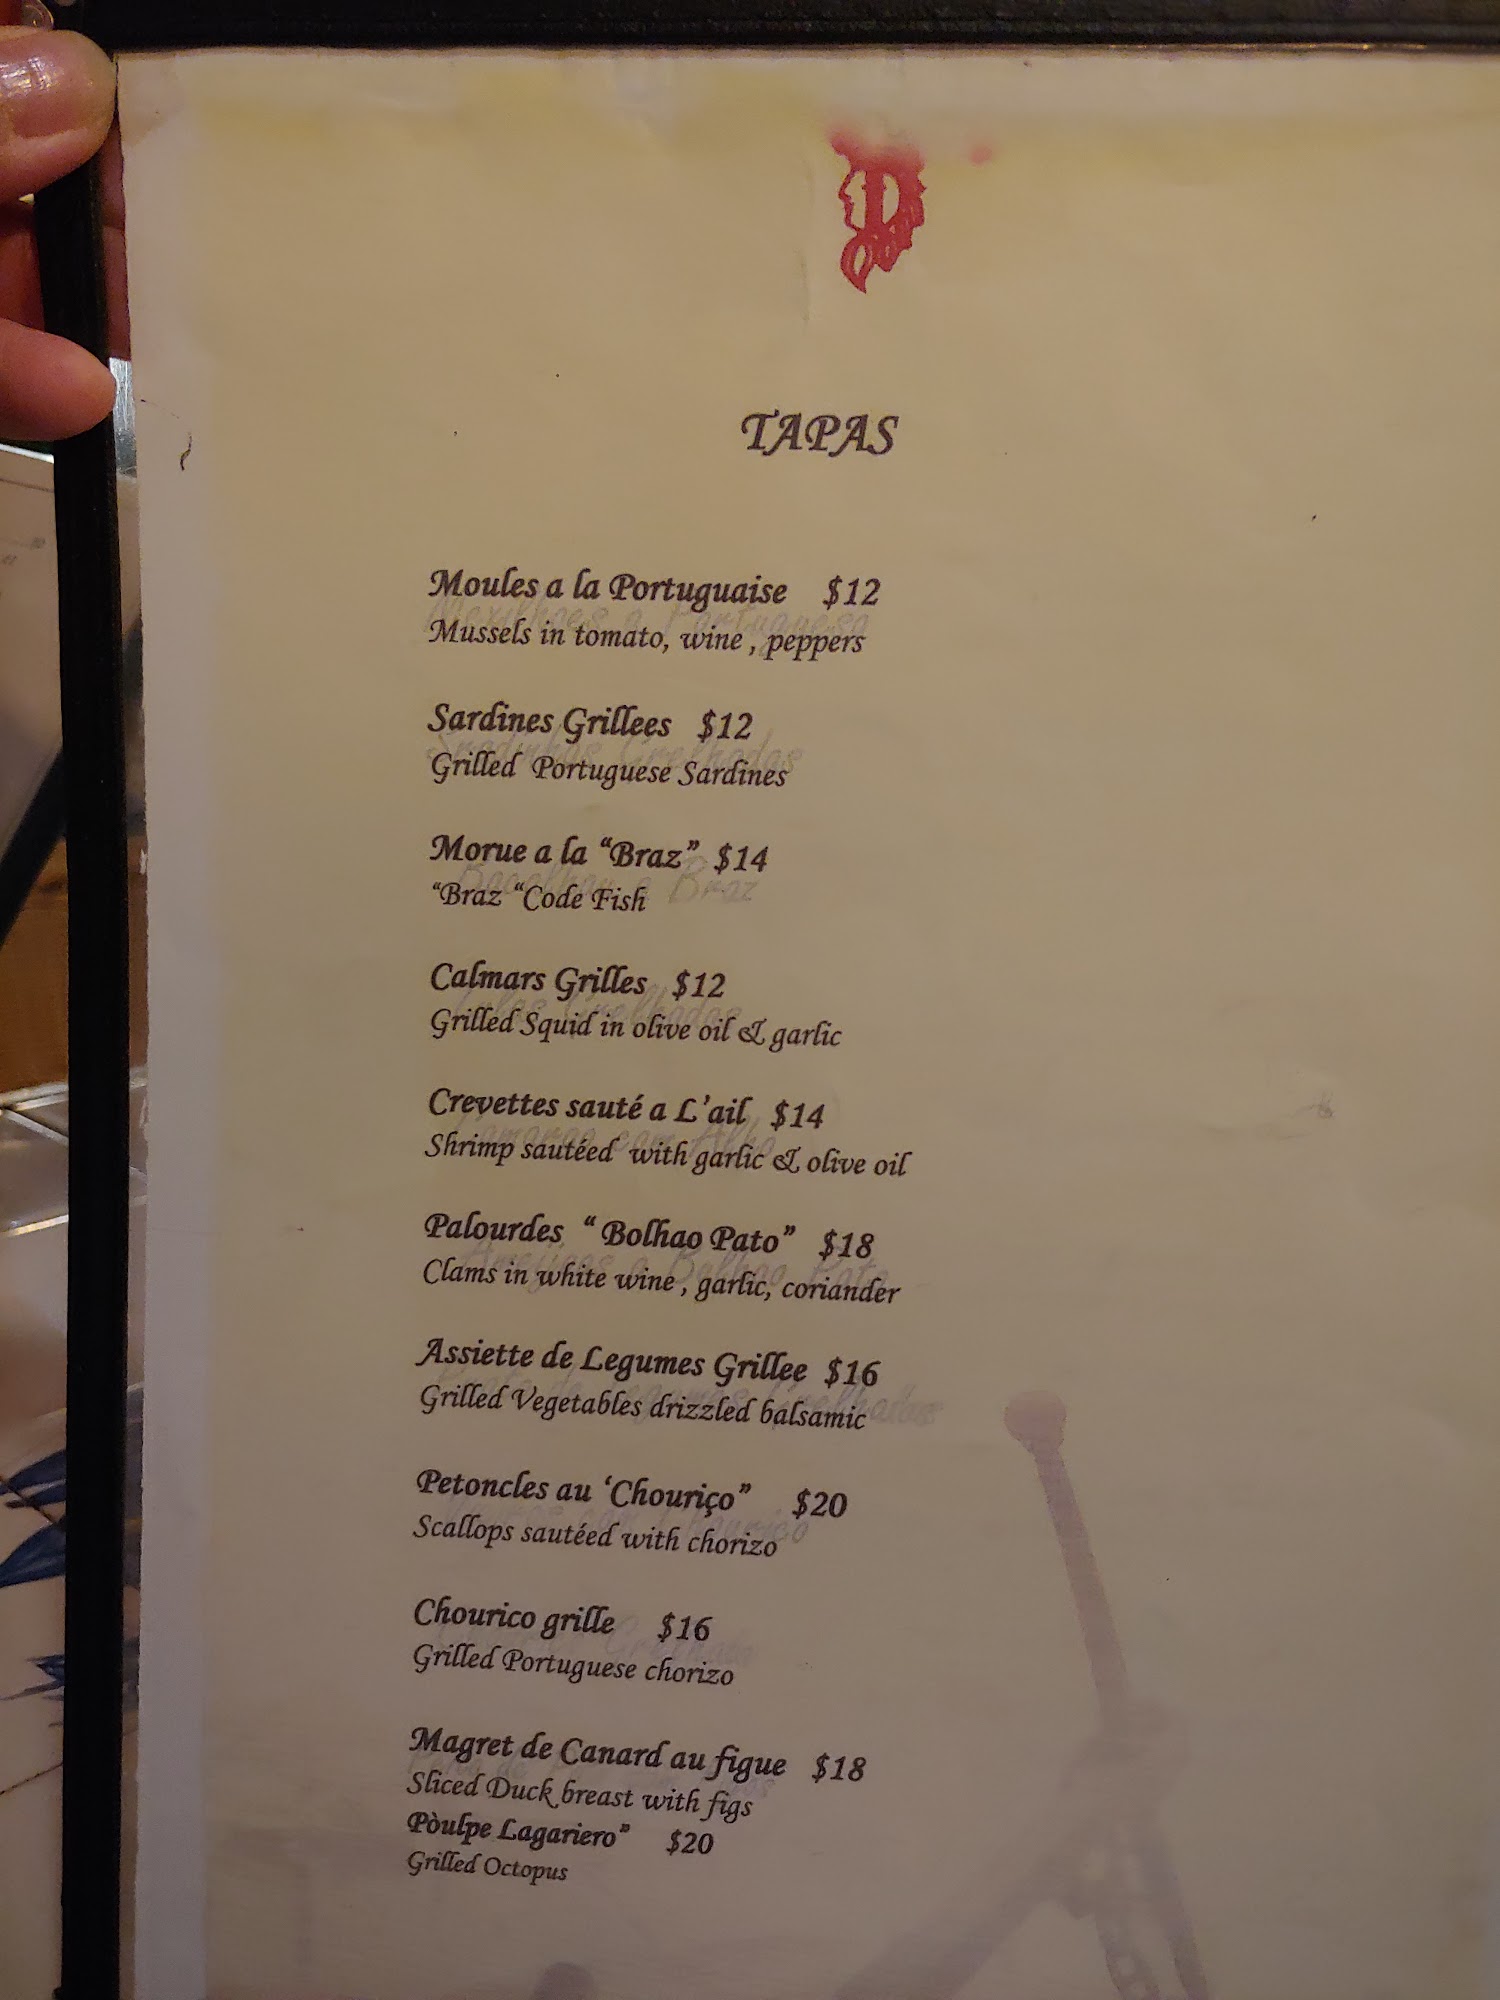 TAPAS
Moules a la Portuguaise $12
Mussels in tomato, wine , peppers
Sardines Grillees $12
Grilled Portuguese Sardines
Morue a la “Braz” $14
“Braz “Code Fish
Calmars Grilles $12
Grilled Squid in olive oil & garlic
Crevettes sauté a L’ail $14
Shrimp sautéed with garlic & olive oil
Palourdes “ Bolhao Pato” $18
Clams in white wine , garlic, coriander
Assiette de Legumes Grillee $16
Grilled Vegetables drizzled balsamic
Petoncles au ‘Chouriço” $20
Scallops sautéed with chorizo
Chourico grille $16
Grilled Portuguese chorizo
Magret de Canard au figue $18
Sliced Duck breast with figs
Pòulpe Lagariero” $20
Grilled Octopus